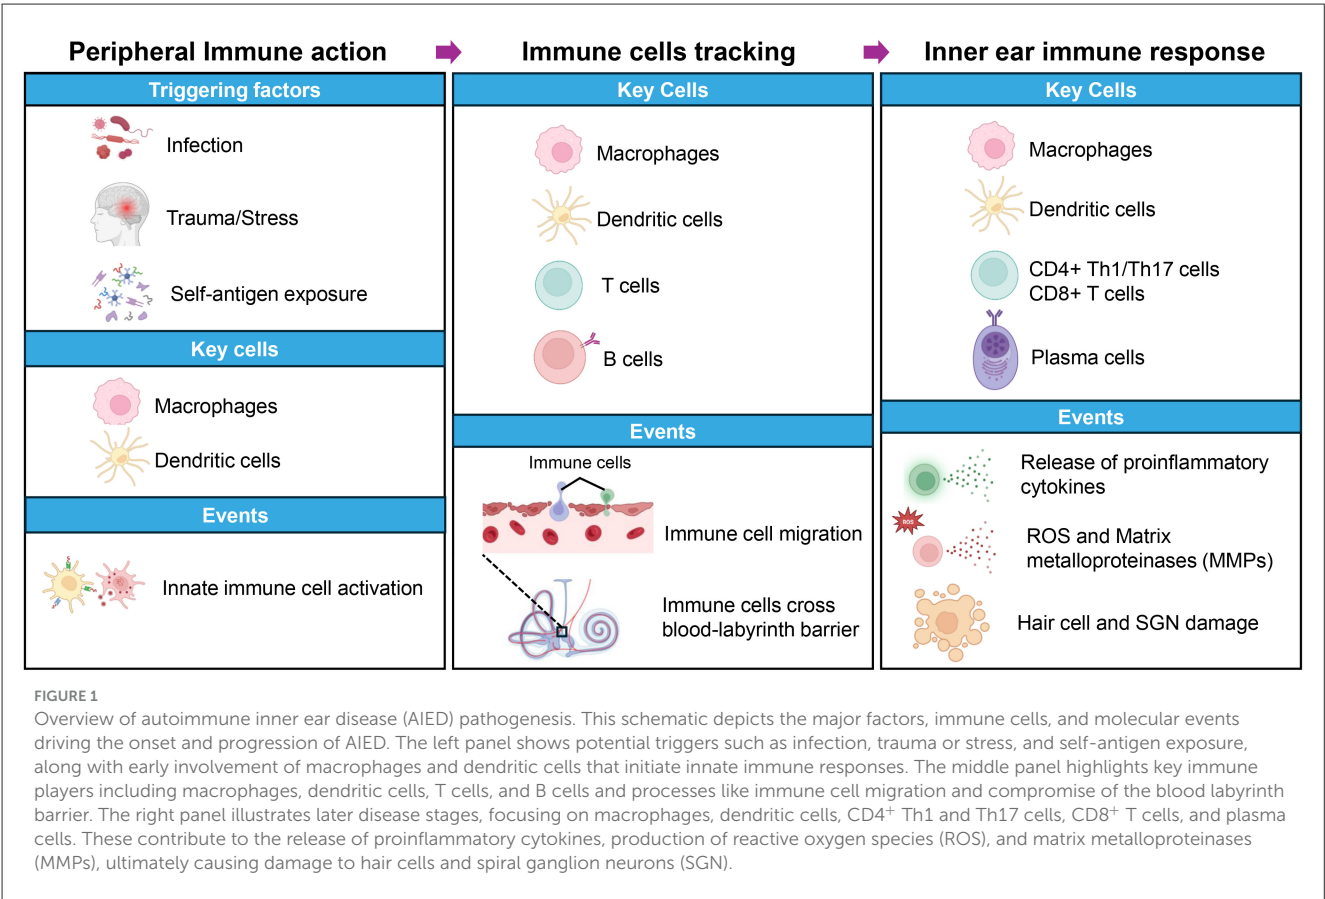 Peripheral Immune action
Immune cells tracking
Inner ear immune response
Triggering factors
Infection
Trauma/Stress
Self-antigen exposure
Key cells
Macrophages
Dendritic cells
Events
Innate immune cell activation
Key Cells
Macrophages
Dendritic cells
T cells
B cells
Events
Immune cells
Immune cell migration
Immune cells cross
blood-labyrinth barrier
Key Cells
Macrophages
Dendritic cells
CD4+ Th1/Th17 cells
CD8+ T cells
Plasma cells
Events
Release of proinflammatory
cytokines
ROS
ROS and Matrix
metalloproteinases (MMPs)
Hair cell and SGN damage
FIGURE 1
Overview of autoimmune inner ear disease (AIED) pathogenesis. This schematic depicts the major factors, immune cells, and molecular events
driving the onset and progression of AIED. The left panel shows potential triggers such as infection, trauma or stress, and self-antigen exposure,
along with early involvement of macrophages and dendritic cells that initiate innate immune responses. The middle panel highlights key immune
players including macrophages, dendritic cells, T cells, and B cells and processes like immune cell migration and compromise of the blood labyrinth
barrier. The right panel illustrates later disease stages, focusing on macrophages, dendritic cells, CD4⁺ Th1 and Th17 cells, CD8⁺ T cells, and plasma
cells. These contribute to the release of proinflammatory cytokines, production of reactive oxygen species (ROS), and matrix metalloproteinases
(MMPs), ultimately causing damage to hair cells and spiral ganglion neurons (SGN).